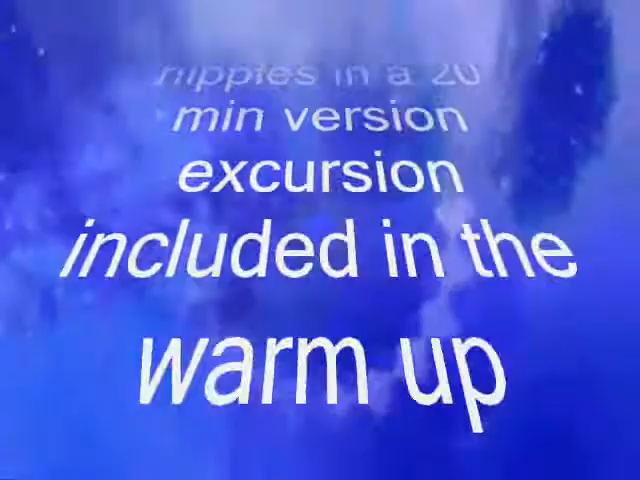 nipples in a 20
min version
excursion
included in the
warm up